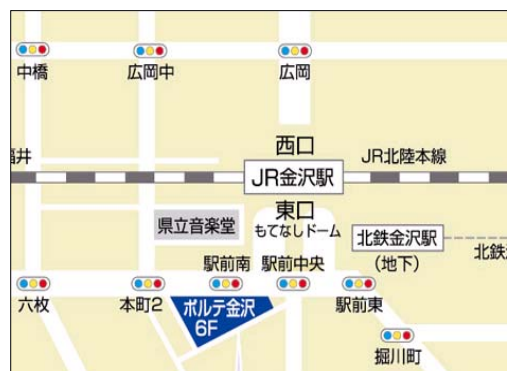 中橋
広岡中
広岡
西口
JR北陸本線
JR金沢駅
東口
もてなしドーム
県立音楽堂
北鉄金沢駅
(地下)
駅前南
駅前中央
六枚
本町2
ポルテ金沢
6F
駅前東
堀川町